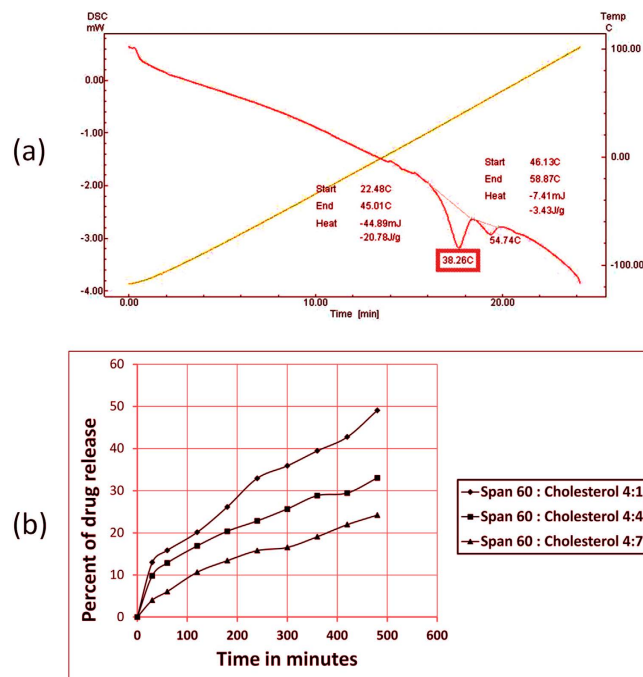 DSC
mW
Temp
C
(a)
0.00
-1.00
-2.00
-3.00
-4.00
100.00
0.00
-100.00
Start 22.48C
End 45.01C
Heat -44.89mJ
-20.78J/g
Start 46.13C
End 58.87C
Heat -7.41mJ
-3.43J/g
38.26C
54.74C
0.00 10.00 20.00
Time [min]
(b)
Percent of drug release
60
50
40
30
20
10
0
0 100 200 300 400 500 600
Time in minutes
Span 60 : Cholesterol 4:1
Span 60 : Cholesterol 4:4
Span 60 : Cholesterol 4:7